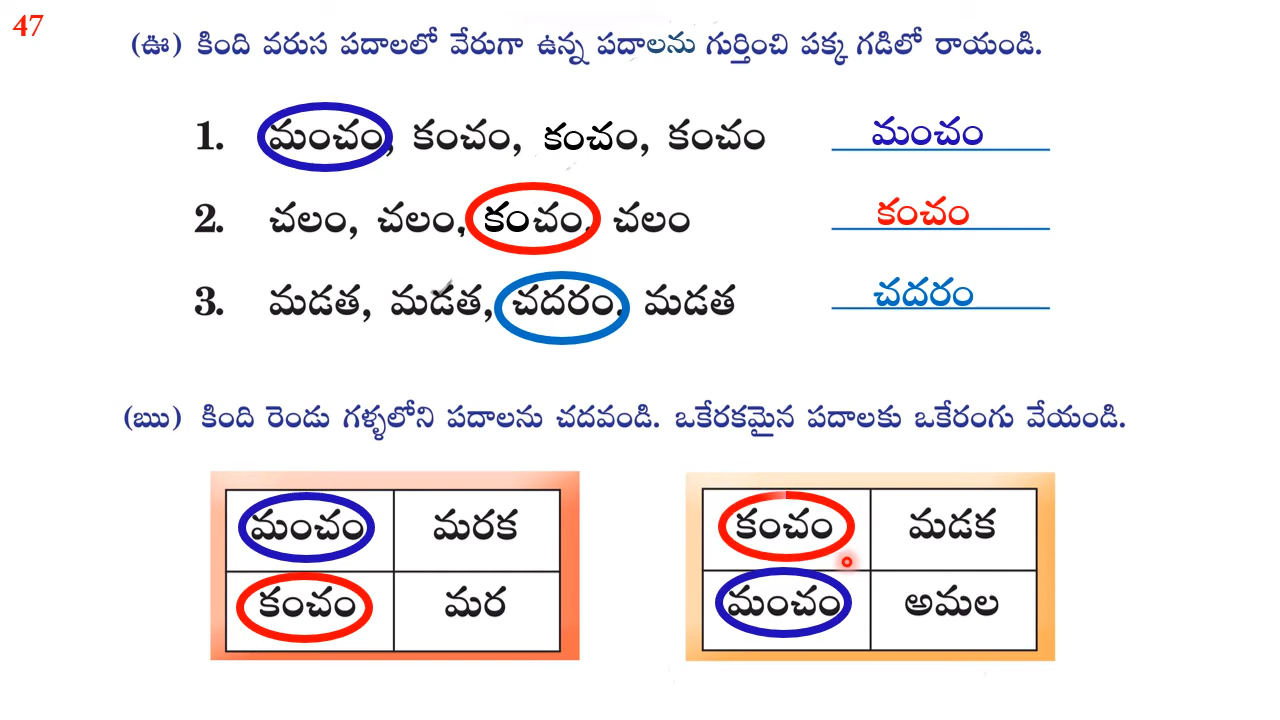 47
(ఊ) కింది వరుస పదాలలో వేరుగా ఉన్న పదాలను గుర్తించి పక్క గడిలో రాయండి.
1. మంచం, కంచం, కంచం, కంచం మంచం
2. చలం, చలం, కంచం, చలం కంచం
3. మడత, మడత, చదరం, మడత చదరం
(ఋ) కింది రెండు గళ్ళలోని పదాలను చదవండి. ఒకేరకమైన పదాలకు ఒకేరంగు వేయండి.
మంచం మరక కంచం మడక
కంచం మర మంచం అమల